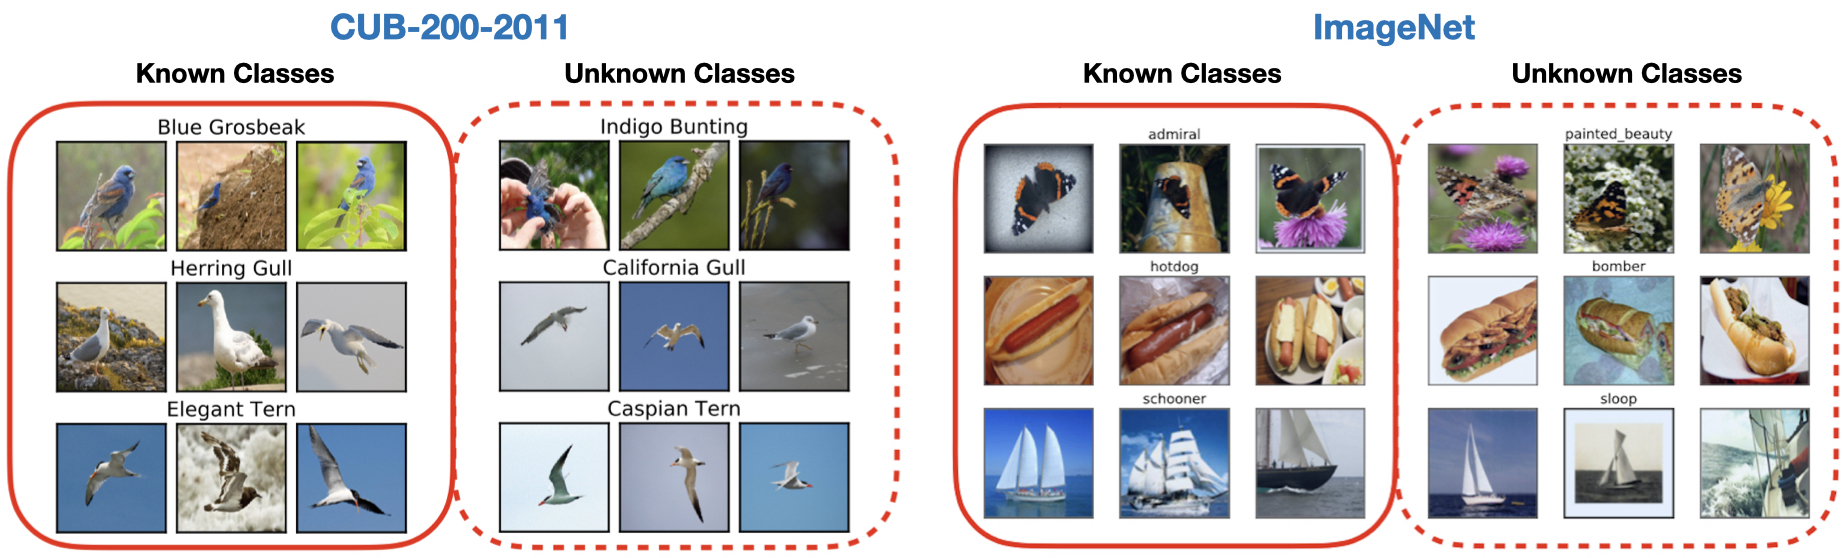 CUB-200-2011
Known Classes
Unknown Classes
Blue Grosbeak
Indigo Bunting
Herring Gull
California Gull
Elegant Tern
Caspian Tern
ImageNet
Known Classes
Unknown Classes
admiral
painted_beauty
hotdog
bomber
schooner
sloop